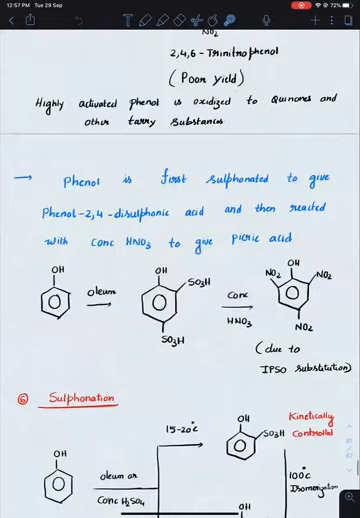 12:57 PM Tue 29 Sep
72%
NO2
2,4,6-Trinitrophenol
(Poor yield)
Highly activated phenol is oxidized to Quinones and
other tarry substances
→ Phenol is first sulphonated to give
Phenol-2,4-disulphonic acid and then reacted
with conc HNO3 to give Picric acid
OH
oleum
OH
SO3H
SO3H
Conc
HNO3
OH
NO2
NO2
NO2
(due to
IPSO substitution)
⑥ Sulphonation
OH
oleum or
Conc H2SO4
15-20°c
OH
SO3H
Kinetically
Controlled
100°c
Isomerization
OH